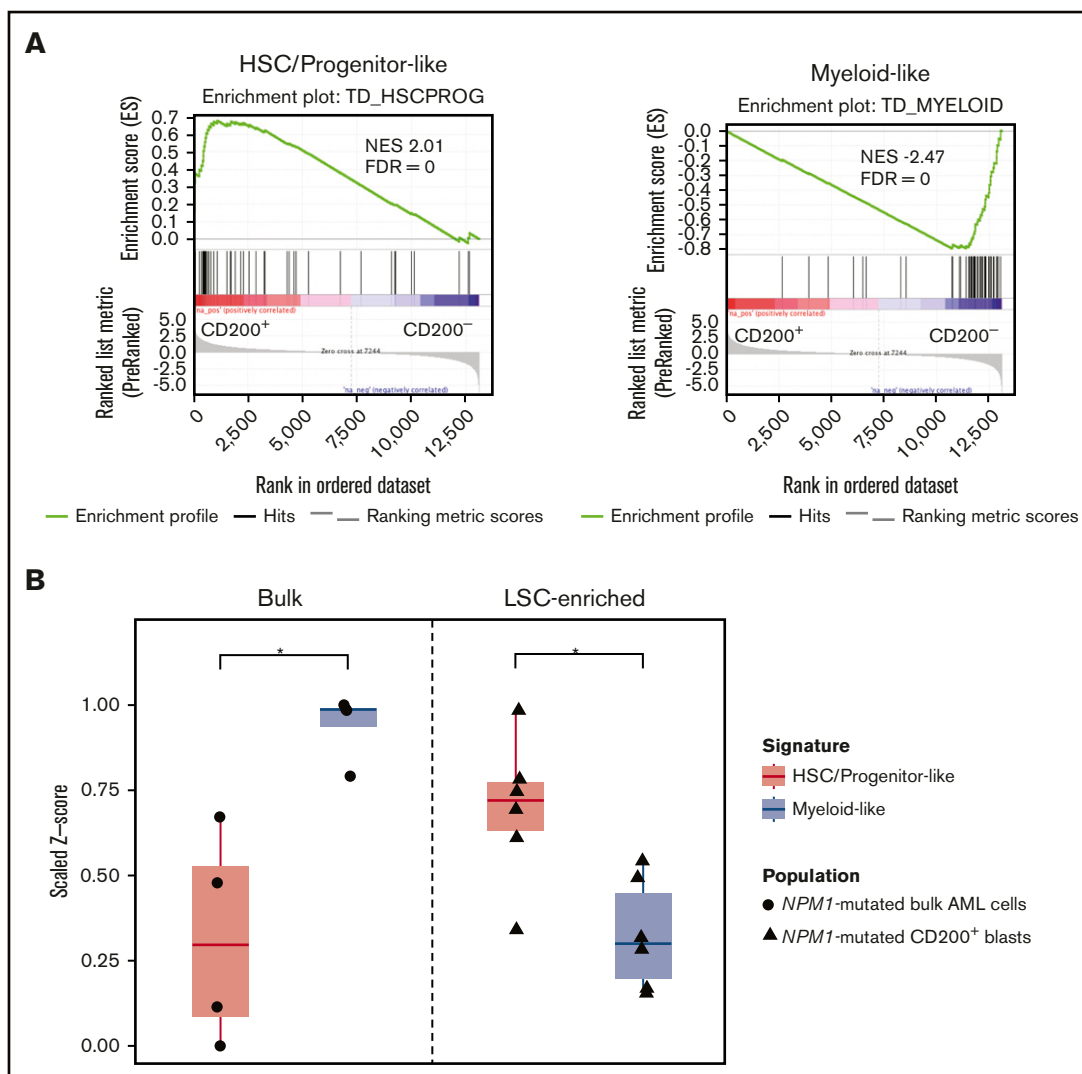 A
HSC/Progenitor-like
Enrichment plot: TD_HSCPROG
Enrichment score (ES)
0.7
0.6
0.5
0.4
0.3
0.2
0.1
0.0
NES 2.01
FDR = 0
'na_pos' (positively correlated)
CD200+
CD200–
Ranked list metric
(PreRanked)
5.0
2.5
0.0
-2.5
-5.0
Zero cross at 7244
'na_neg' (negatively correlated)
0
2,500
5,000
7,500
10,000
12,500
Rank in ordered dataset
Enrichment profile
Hits
Ranking metric scores
Myeloid-like
Enrichment plot: TD_MYELOID
Enrichment score (ES)
0.0
-0.1
-0.2
-0.3
-0.4
-0.5
-0.6
-0.7
-0.8
NES -2.47
FDR = 0
'na_pos' (positively correlated)
CD200+
CD200–
Ranked list metric
(PreRanked)
5.0
2.5
0.0
-2.5
-5.0
Zero cross at 7244
'na_neg' (negatively correlated)
0
2,500
5,000
7,500
10,000
12,500
Rank in ordered dataset
Enrichment profile
Hits
Ranking metric scores
B
Bulk
LSC-enriched
*
*
Scaled Z–score
1.00
0.75
0.50
0.25
0.00
Signature
HSC/Progenitor-like
Myeloid-like
Population
NPM1-mutated bulk AML cells
NPM1-mutated CD200+ blasts